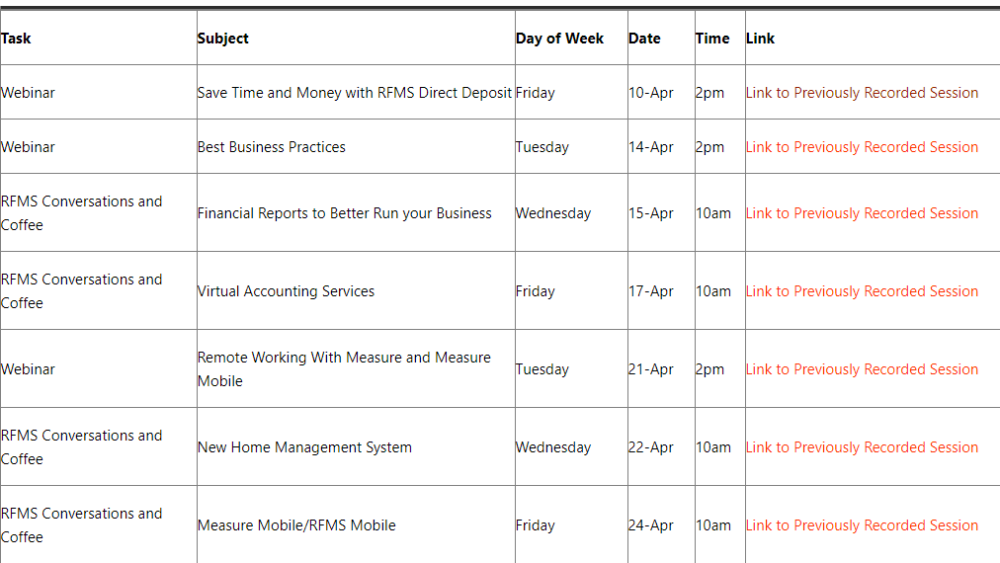 Task Subject Day of Week Date Time Link
Webinar Save Time and Money with RFMS Direct Deposit Friday 10-Apr 2pm Link to Previously Recorded Session
Webinar Best Business Practices Tuesday 14-Apr 2pm Link to Previously Recorded Session
RFMS Conversations and
Coffee Financial Reports to Better Run your Business Wednesday 15-Apr 10am Link to Previously Recorded Session
RFMS Conversations and
Coffee Virtual Accounting Services Friday 17-Apr 10am Link to Previously Recorded Session
Webinar Remote Working With Measure and Measure
Mobile Tuesday 21-Apr 2pm Link to Previously Recorded Session
RFMS Conversations and
Coffee New Home Management System Wednesday 22-Apr 10am Link to Previously Recorded Session
RFMS Conversations and
Coffee Measure Mobile/RFMS Mobile Friday 24-Apr 10am Link to Previously Recorded Session